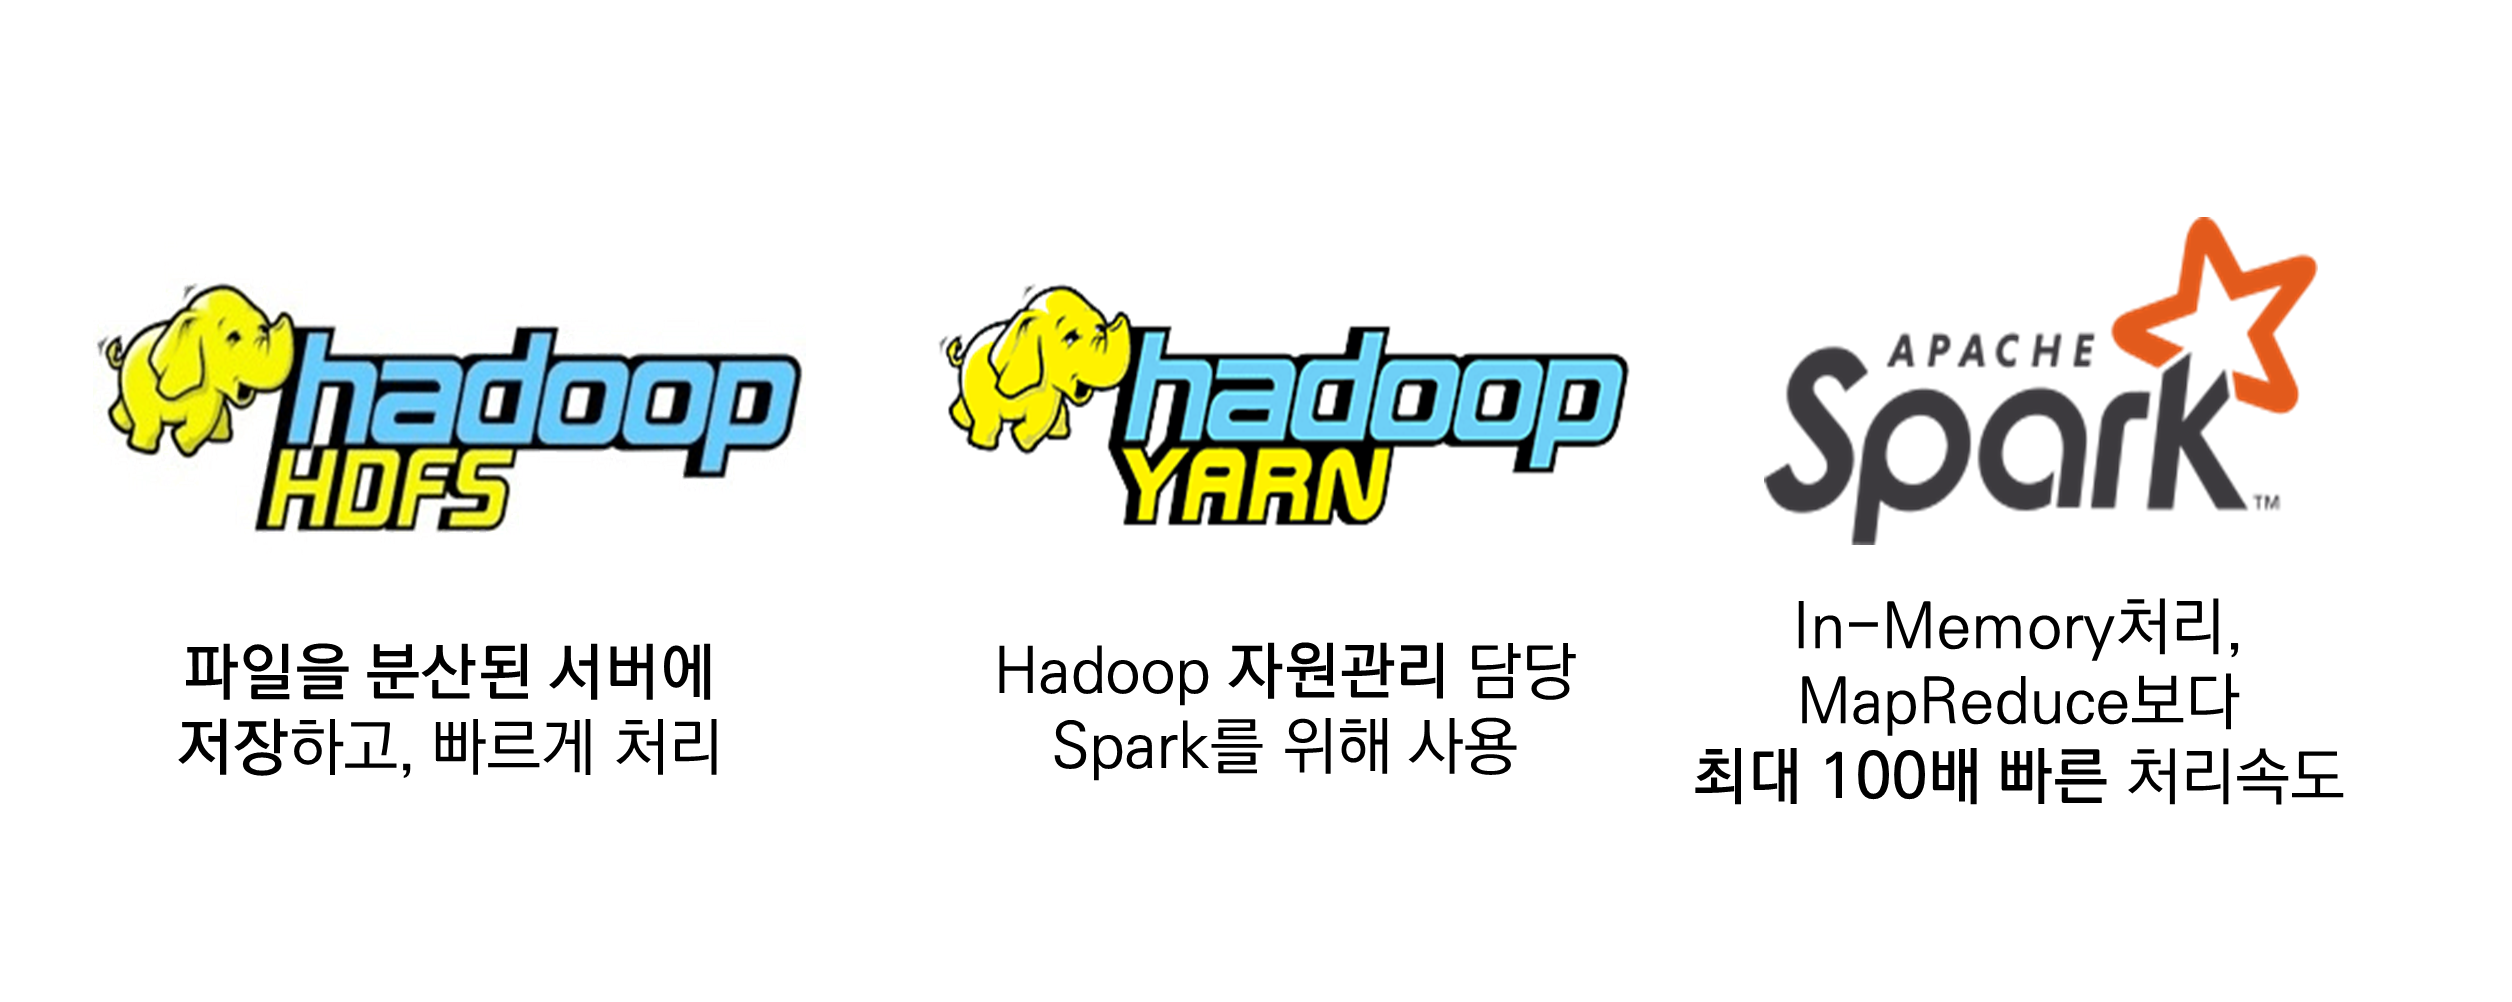 hadoop
HDFS
파일을 분산된 서버에
저장하고, 빠르게 처리
hadoop
YARN
Hadoop 자원관리 담당
Spark를 위해 사용
APACHE
Spark™
In-Memory처리,
MapReduce보다
최대 100배 빠른 처리속도